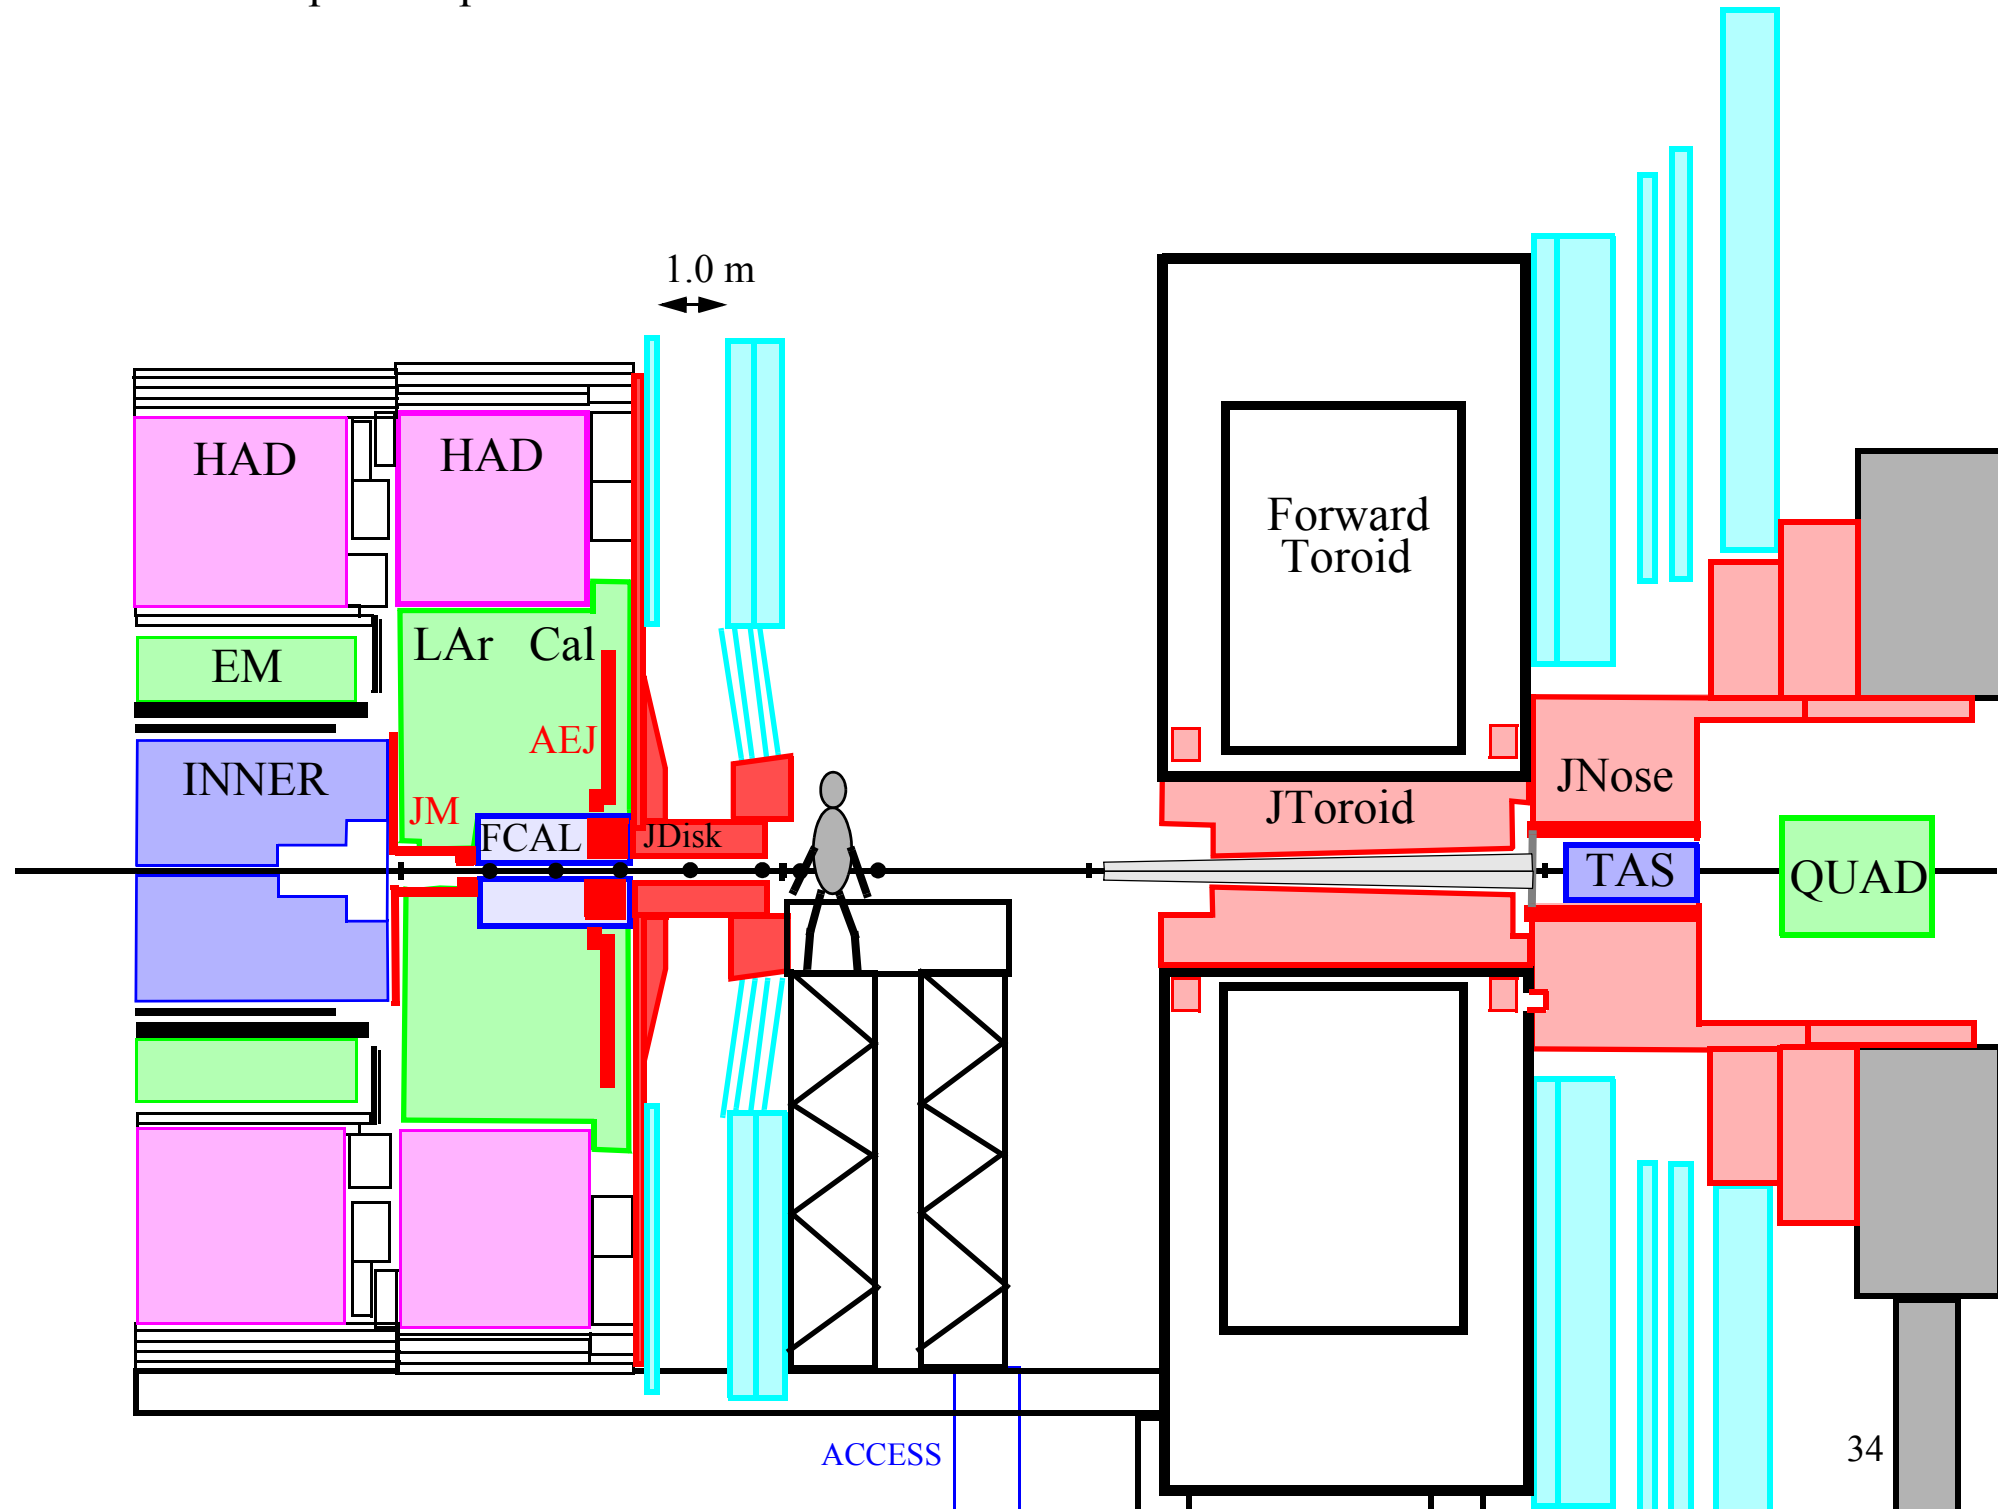 1.0 m
HAD
HAD
Forward
Toroid
LAr Cal
EM
AEJ
INNER
JNose
JM
JToroid
FCAL
JDisk
TAS
QUAD
34
ACCESS